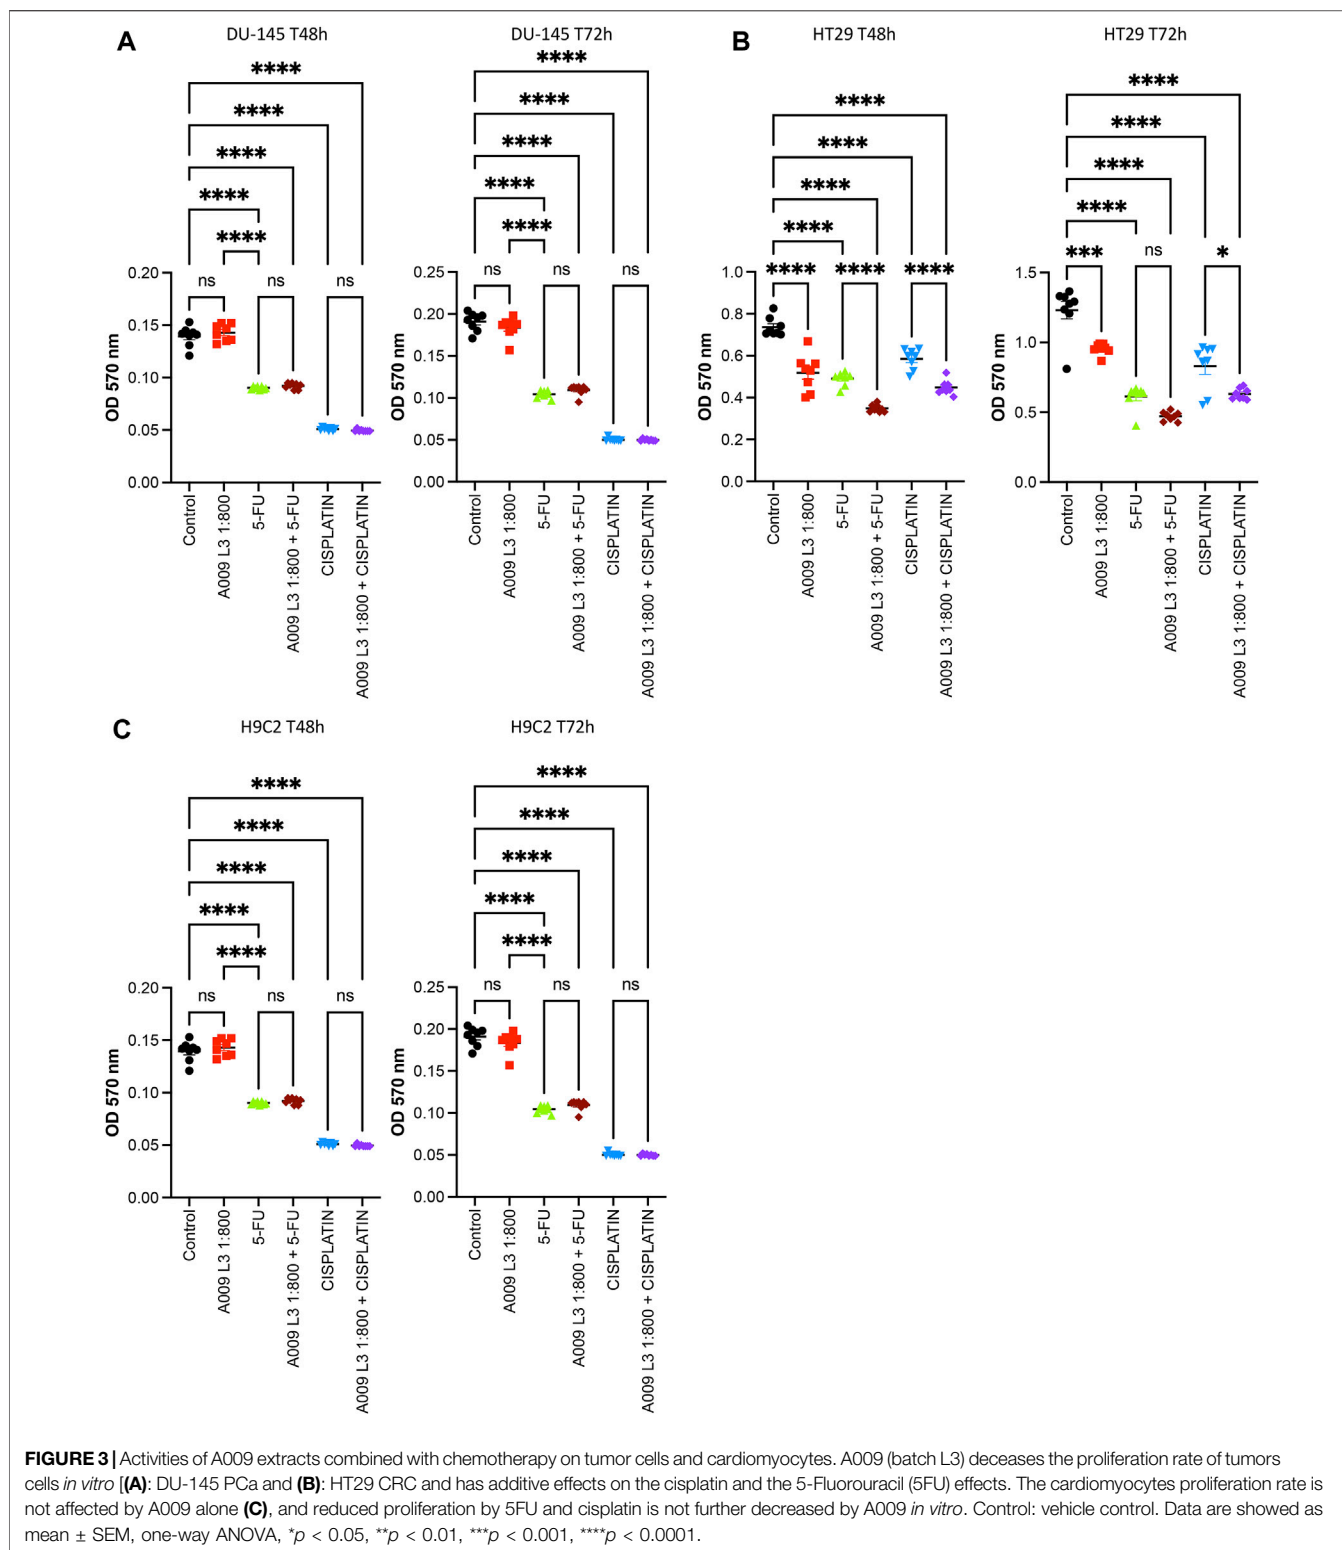 A
DU-145 T48h
****
****
****
****
****
ns
ns
ns
OD 570 nm
0.20
0.15
0.10
0.05
0.00
Control
A009 L3 1:800
5-FU
A009 L3 1:800 + 5-FU
CISPLATIN
A009 L3 1:800 + CISPLATIN
DU-145 T72h
****
****
****
****
****
ns
ns
ns
OD 570 nm
0.25
0.20
0.15
0.10
0.05
0.00
Control
A009 L3 1:800
5-FU
A009 L3 1:800 + 5-FU
CISPLATIN
A009 L3 1:800 + CISPLATIN
B
HT29 T48h
****
****
****
****
****
****
****
OD 570 nm
1.0
0.8
0.6
0.4
0.2
0.0
Control
A009 L3 1:800
5-FU
A009 L3 1:800 + 5-FU
CISPLATIN
A009 L3 1:800 + CISPLATIN
HT29 T72h
****
****
****
****
***
ns
*
OD 570 nm
1.5
1.0
0.5
0.0
Control
A009 L3 1:800
5-FU
A009 L3 1:800 + 5-FU
CISPLATIN
A009 L3 1:800 + CISPLATIN
C
H9C2 T48h
****
****
****
****
****
ns
ns
ns
OD 570 nm
0.20
0.15
0.10
0.05
0.00
Control
A009 L3 1:800
5-FU
A009 L3 1:800 + 5-FU
CISPLATIN
A009 L3 1:800 + CISPLATIN
H9C2 T72h
****
****
****
****
****
ns
ns
ns
OD 570 nm
0.25
0.20
0.15
0.10
0.05
0.00
Control
A009 L3 1:800
5-FU
A009 L3 1:800 + 5-FU
CISPLATIN
A009 L3 1:800 + CISPLATIN
FIGURE 3 | Activities of A009 extracts combined with chemotherapy on tumor cells and cardiomyocytes. A009 (batch L3) deceases the proliferation rate of tumors
cells in vitro [(A): DU-145 PCa and (B): HT29 CRC and has additive effects on the cisplatin and the 5-Fluorouracil (5FU) effects. The cardiomyocytes proliferation rate is
not affected by A009 alone (C), and reduced proliferation by 5FU and cisplatin is not further decreased by A009 in vitro. Control: vehicle control. Data are showed as
mean ± SEM, one-way ANOVA, *p < 0.05, **p < 0.01, ***p < 0.001, ****p < 0.0001.